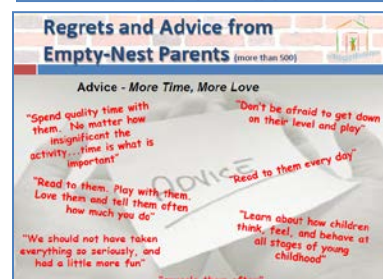 Regrets and Advice from
Empty-Nest Parents (more than 500)
Advice - More Time, More Love
"Spend quality time with
them. No matter how
insignificant the
activity...time is what is
important"
"Don't be afraid to get down
on their level and play"
ADVICE
"Read to them every day"
"Read to them. Play with them.
Love them and tell them often
how much you do"
"Learn about how children
think, feel, and behave at
all stages of young
childhood"
"We should not have taken
everything so seriously, and
had a little more fun"